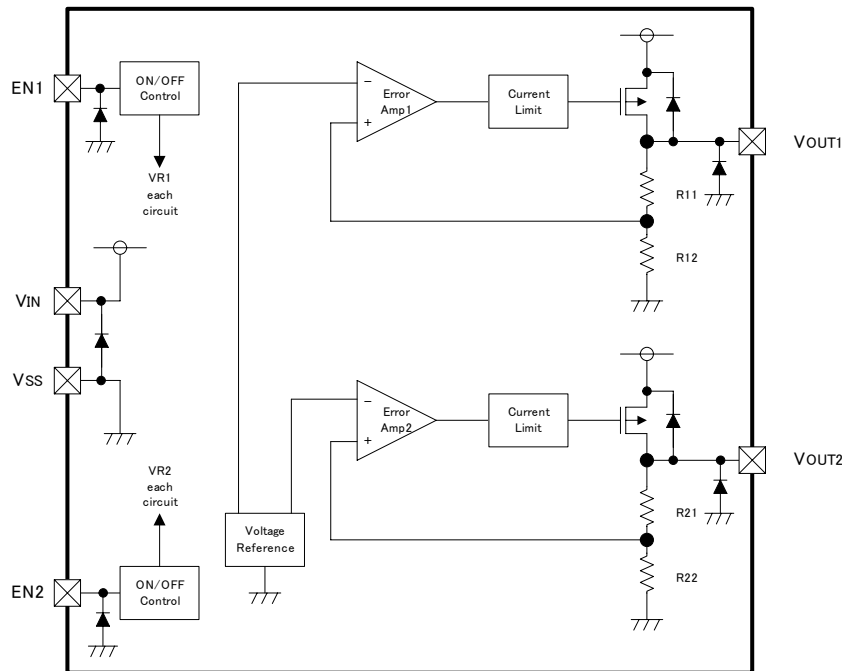 EN1
ON/OFF
Control
VR1
each
circuit
−
Error
Amp1
+
Current
Limit
VOUT1
R11
R12
VIN
VSS
−
Error
Amp2
+
Current
Limit
VOUT2
R21
R22
VR2
each
circuit
Voltage
Reference
EN2
ON/OFF
Control